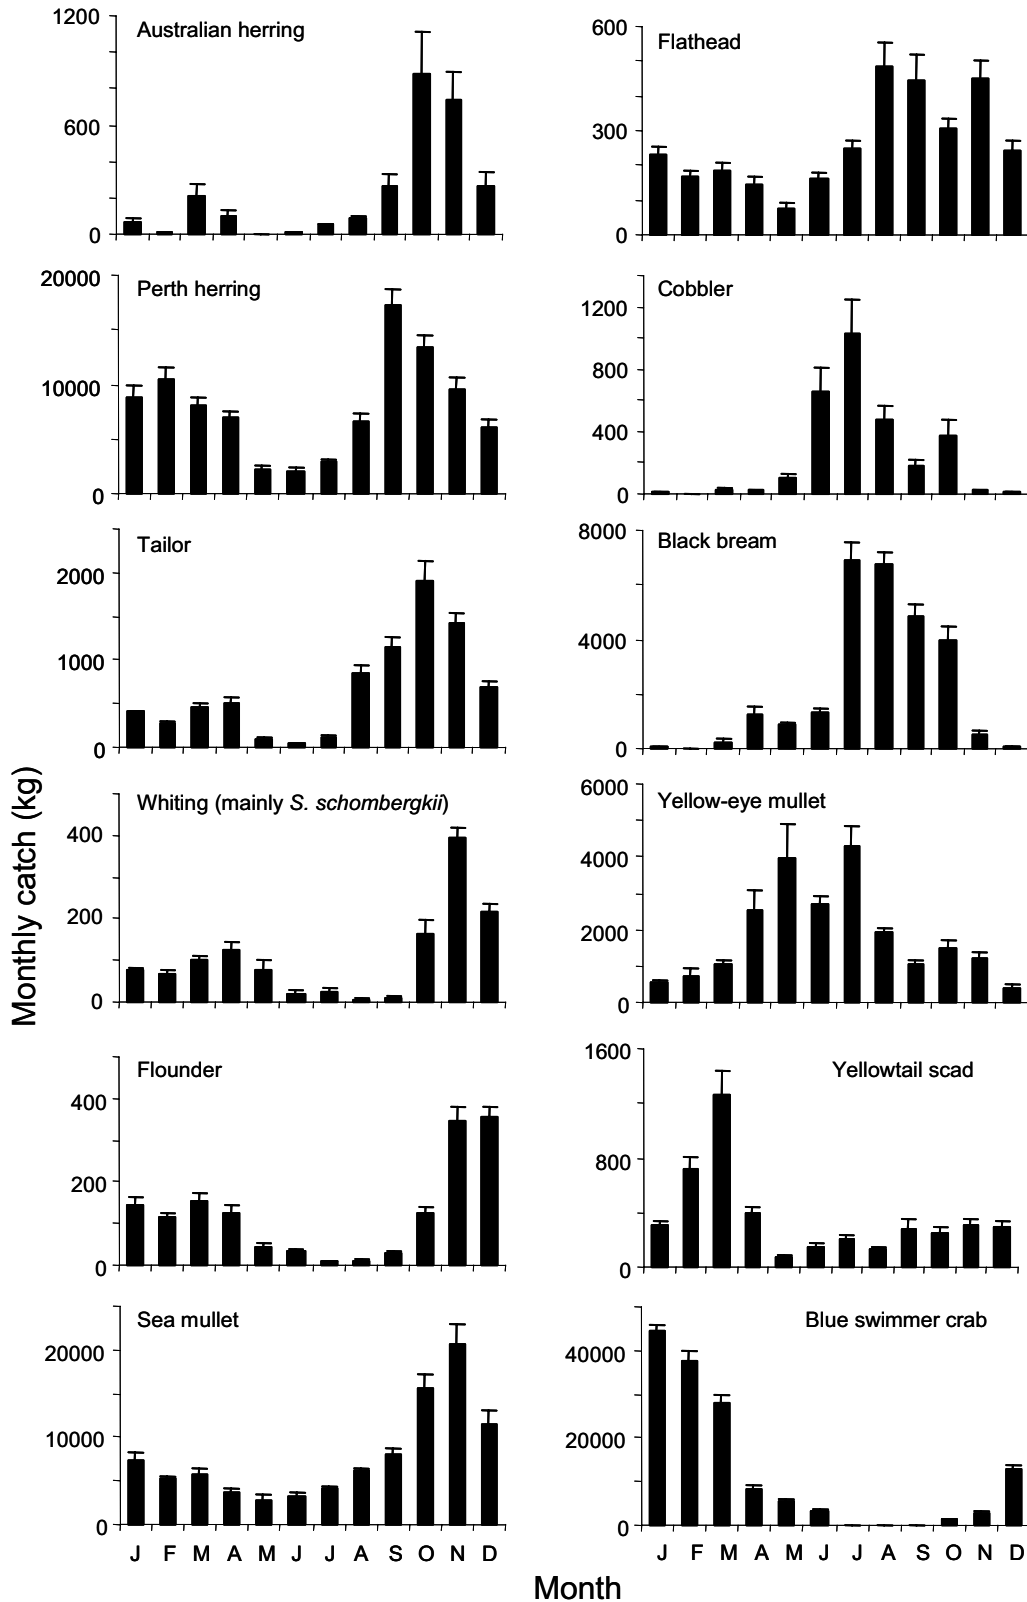 Australian herring
1200
600
0
Flathead
600
300
0
Perth herring
20000
10000
0
Cobbler
1200
800
400
0
Tailor
2000
1000
0
Black bream
8000
4000
0
Whiting (mainly S. schombergkii)
400
200
0
Yellow-eye mullet
6000
4000
2000
0
Flounder
400
200
0
Yellowtail scad
1600
800
0
Sea mullet
20000
10000
0
Blue swimmer crab
40000
20000
0
J F M A M J J A S O N D
J F M A M J J A S O N D
Monthly catch (kg)
Month